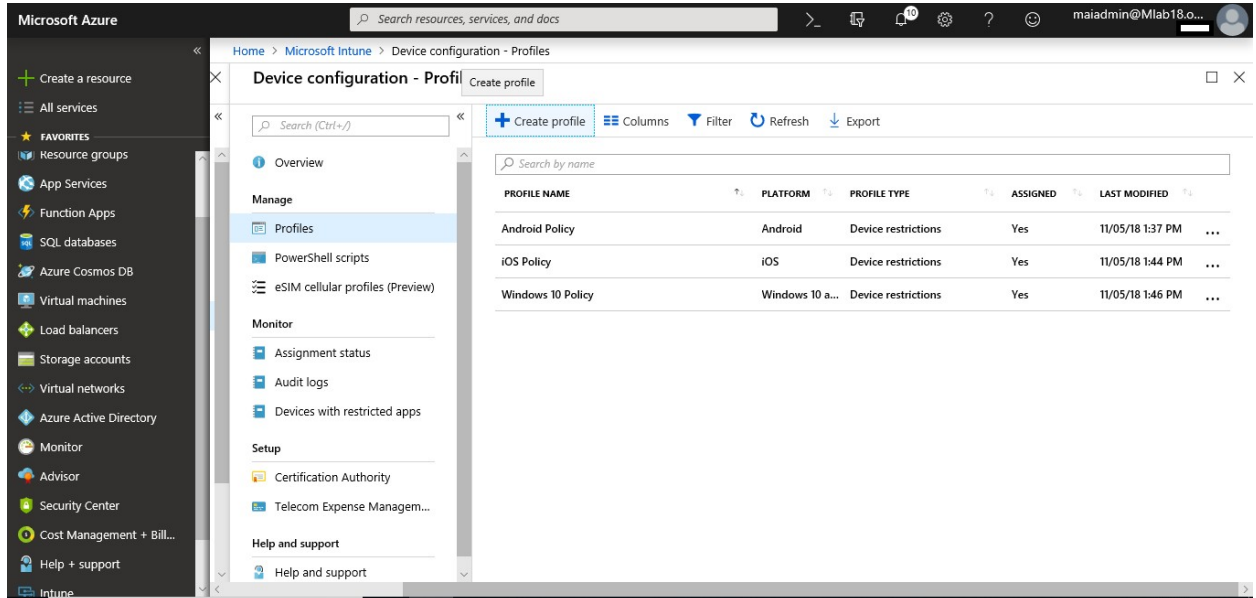 Microsoft Azure
Search resources, services, and docs
10
maiadmin@Mlab18.o...
Home > Microsoft Intune > Device configuration - Profiles
Create a resource
All services
FAVORITES
Resource groups
App Services
Function Apps
SQL databases
Azure Cosmos DB
Virtual machines
Load balancers
Storage accounts
Virtual networks
Azure Active Directory
Monitor
Advisor
Security Center
Cost Management + Bill...
Help + support
Intune
Device configuration - Profil
Create profile
Search (Ctrl+/)
Overview
Manage
Profiles
PowerShell scripts
eSIM cellular profiles (Preview)
Monitor
Assignment status
Audit logs
Devices with restricted apps
Setup
Certification Authority
Telecom Expense Managem...
Help and support
Help and support
Create profile Columns Filter Refresh Export
Search by name
PROFILE NAME PLATFORM PROFILE TYPE ASSIGNED LAST MODIFIED
Android Policy Android Device restrictions Yes 11/05/18 1:37 PM ...
iOS Policy iOS Device restrictions Yes 11/05/18 1:44 PM ...
Windows 10 Policy Windows 10 a... Device restrictions Yes 11/05/18 1:46 PM ...